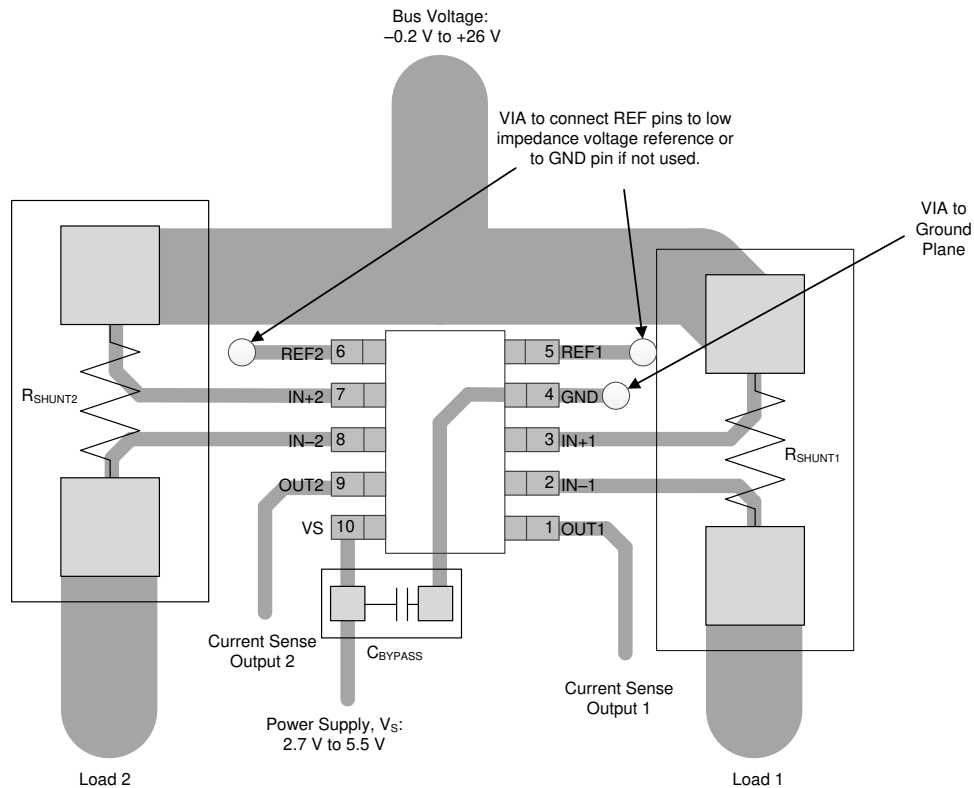 Bus Voltage:
–0.2 V to +26 V
VIA to connect REF pins to low
impedance voltage reference or
to GND pin if not used.
VIA to
Ground
Plane
REF2 6
5 REF1
IN+2 7
4 GND
RSHUNT2
IN–2 8
3 IN+1
RSHUNT1
OUT2 9
2 IN–1
VS 10
1 OUT1
Current Sense
Output 2
CBYPASS
Current Sense
Output 1
Power Supply, VS:
2.7 V to 5.5 V
Load 2
Load 1